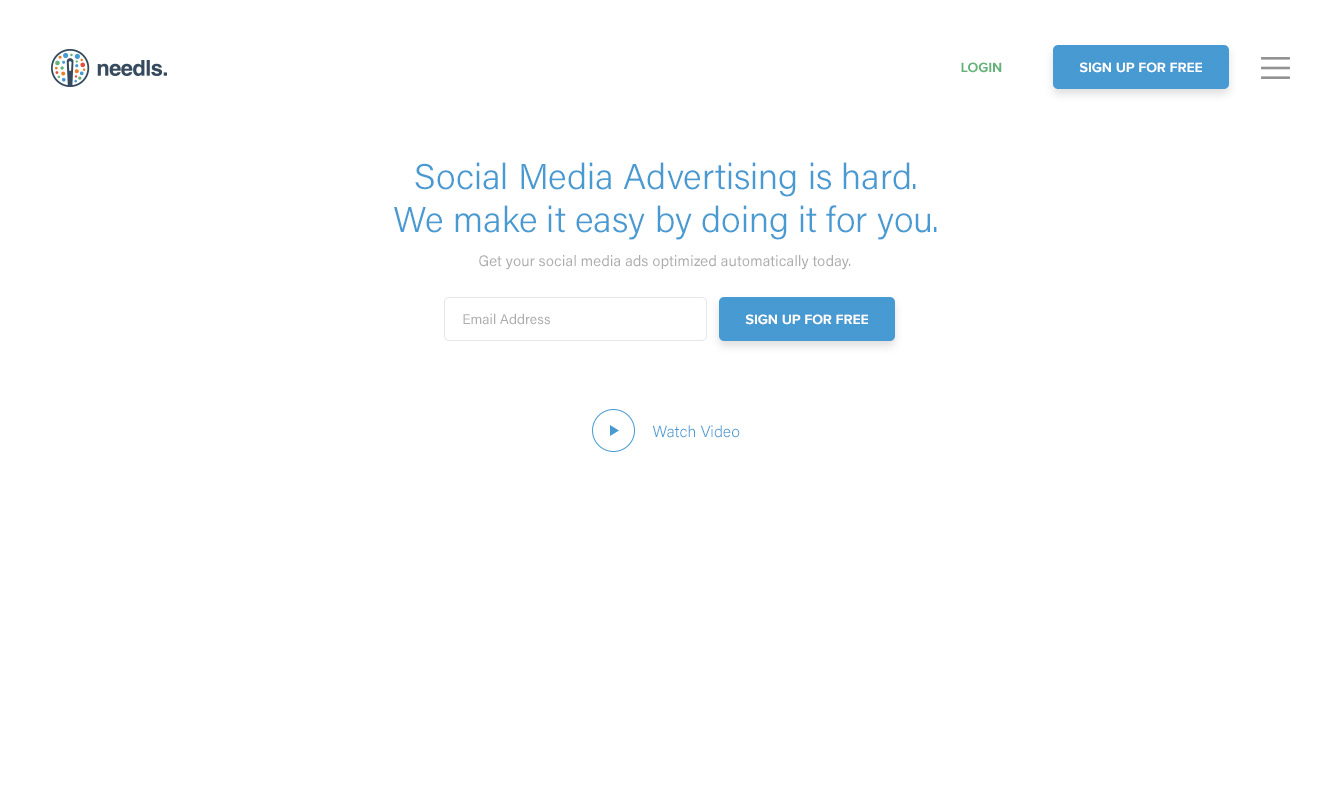 needls.
LOGIN
SIGN UP FOR FREE
Social Media Advertising is hard.
We make it easy by doing it for you.
Get your social media ads optimized automatically today.
Email Address
SIGN UP FOR FREE
Watch Video